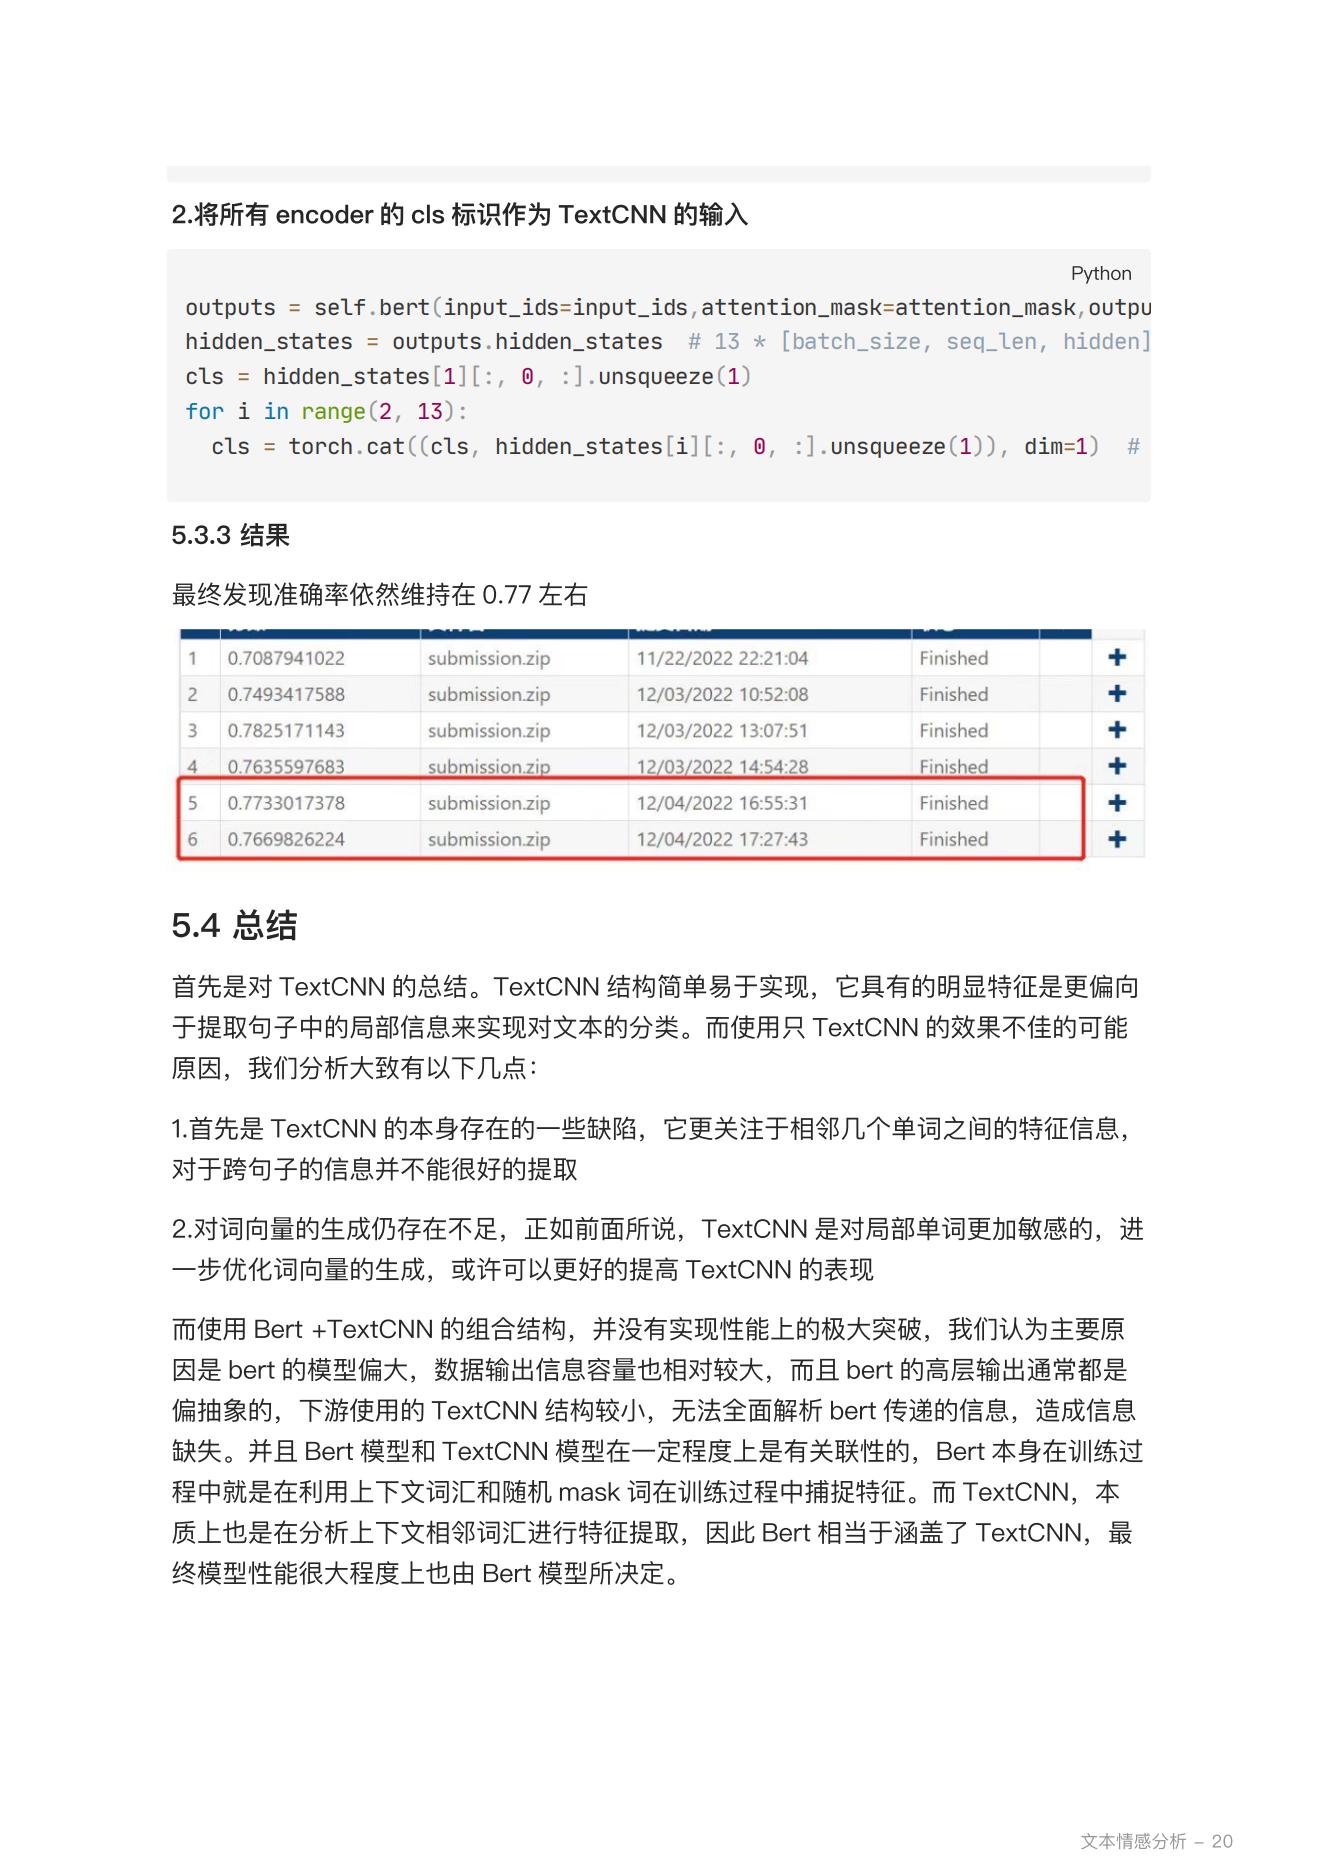 2.将所有 encoder 的 cls 标识作为 TextCNN 的输入
Python
outputs = self.bert(input_ids=input_ids,attention_mask=attention_mask,outpu
hidden_states = outputs.hidden_states  # 13 * [batch_size, seq_len, hidden]
cls = hidden_states[1][:, 0, :].unsqueeze(1)
for i in range(2, 13):
  cls = torch.cat((cls, hidden_states[i][:, 0, :].unsqueeze(1)), dim=1)  #
5.3.3 结果
最终发现准确率依然维持在 0.77 左右
1 0.7087941022 submission.zip 11/22/2022 22:21:04 Finished +
2 0.7493417588 submission.zip 12/03/2022 10:52:08 Finished +
3 0.7825171143 submission.zip 12/03/2022 13:07:51 Finished +
4 0.7635597683 submission.zip 12/03/2022 14:54:28 Finished +
5 0.7733017378 submission.zip 12/04/2022 16:55:31 Finished +
6 0.7669826224 submission.zip 12/04/2022 17:27:43 Finished +
5.4 总结
首先是对 TextCNN 的总结。TextCNN 结构简单易于实现，它具有的明显特征是更偏向
于提取句子中的局部信息来实现对文本的分类。而使用只 TextCNN 的效果不佳的可能
原因，我们分析大致有以下几点：
1.首先是 TextCNN 的本身存在的一些缺陷，它更关注于相邻几个单词之间的特征信息，
对于跨句子的信息并不能很好的提取
2.对词向量的生成仍存在不足，正如前面所说，TextCNN 是对局部单词更加敏感的，进
一步优化词向量的生成，或许可以更好的提高 TextCNN 的表现
而使用 Bert +TextCNN 的组合结构，并没有实现性能上的极大突破，我们认为主要原
因是 bert 的模型偏大，数据输出信息容量也相对较大，而且 bert 的高层输出通常都是
偏抽象的，下游使用的 TextCNN 结构较小，无法全面解析 bert 传递的信息，造成信息
缺失。并且 Bert 模型和 TextCNN 模型在一定程度上是有关联性的，Bert 本身在训练过
程中就是在利用上下文词汇和随机 mask 词在训练过程中捕捉特征。而 TextCNN，本
质上也是在分析上下文相邻词汇进行特征提取，因此 Bert 相当于涵盖了 TextCNN，最
终模型性能很大程度上也由 Bert 模型所决定。
文本情感分析 – 20